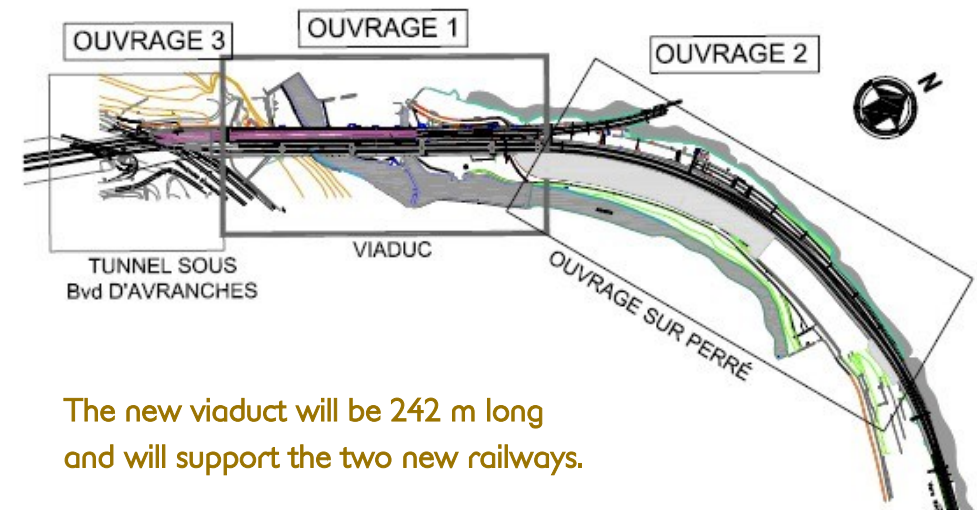 OUVRAGE 3
OUVRAGE 1
OUVRAGE 2
N
VIADUC
TUNNEL SOUS
Bvd D'AVRANCHES
OUVRAGE SUR PERRÉ
The new viaduct will be 242 m long
and will support the two new railways.